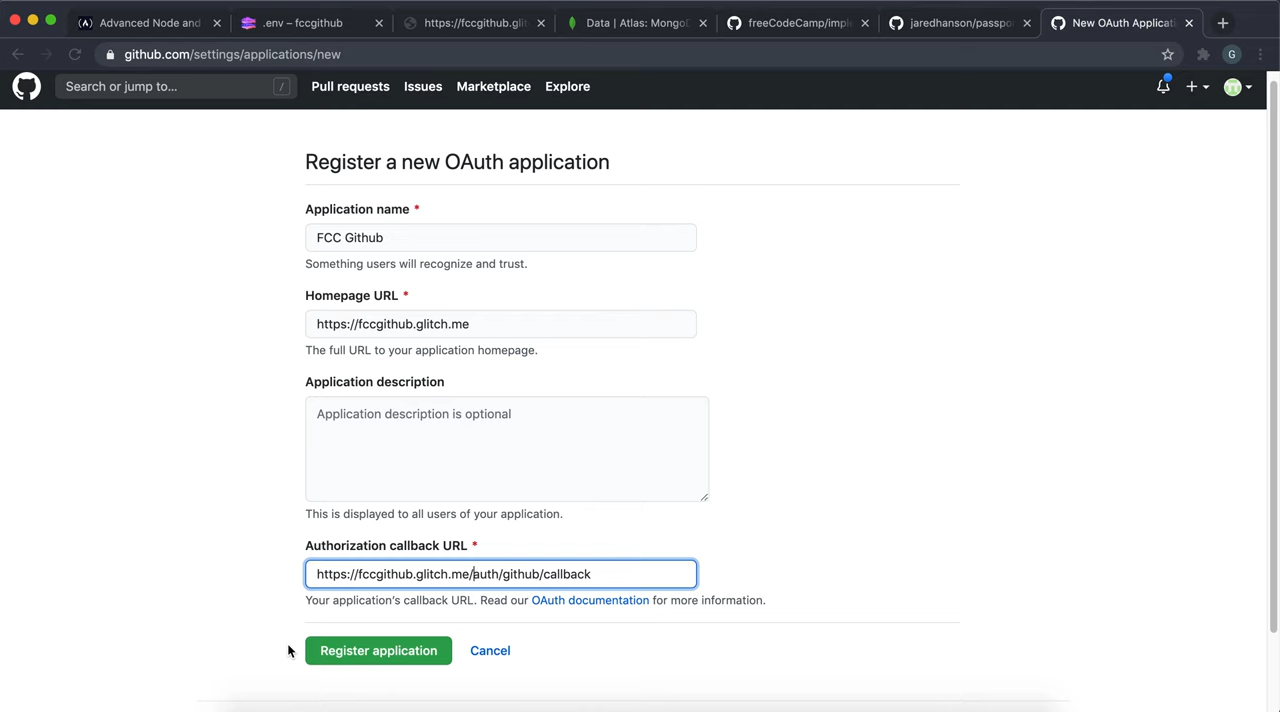 Advanced Node and
.env – fccgithub
https://fccgithub.glit
Data | Atlas: MongoD
freeCodeCamp/imple
jaredhanson/passpor
New OAuth Applicati
github.com/settings/applications/new
G
Search or jump to...
/
Pull requests
Issues
Marketplace
Explore
Register a new OAuth application
Application name *
FCC Github
Something users will recognize and trust.
Homepage URL *
https://fccgithub.glitch.me
The full URL to your application homepage.
Application description
Application description is optional
This is displayed to all users of your application.
Authorization callback URL *
https://fccgithub.glitch.me/auth/github/callback
Your application's callback URL. Read our OAuth documentation for more information.
Register application
Cancel